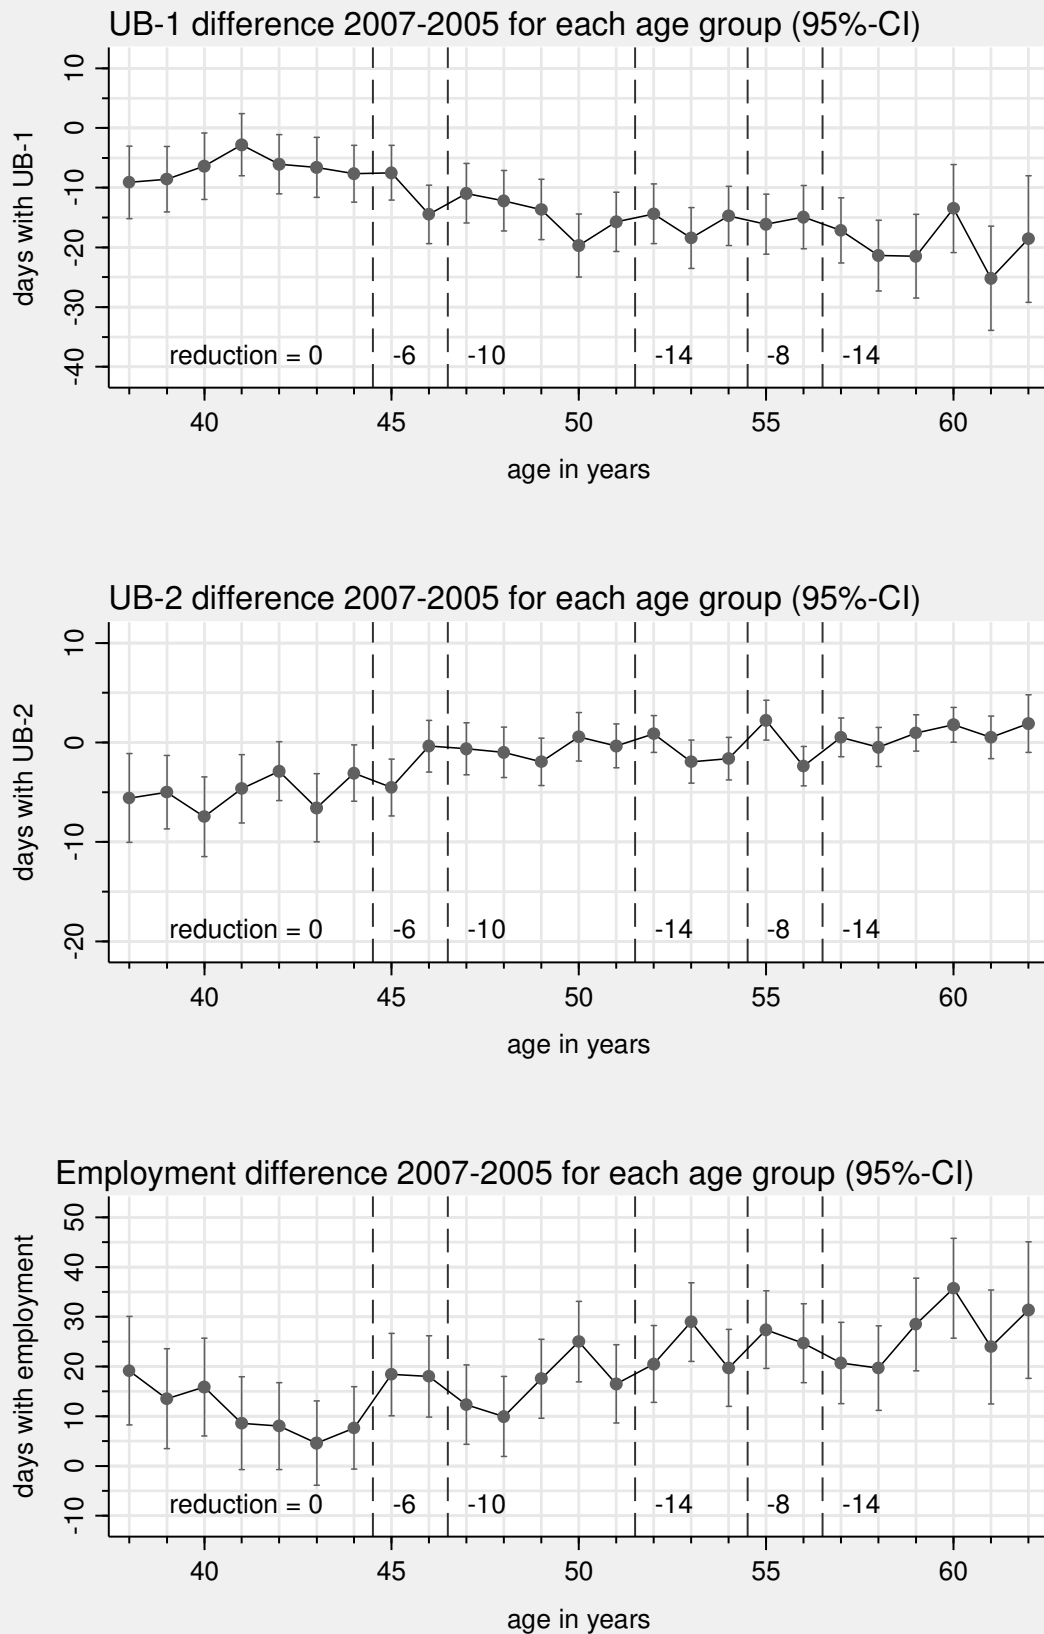 UB-1 difference 2007-2005 for each age group (95%-CI)
days with UB-1
10
0
-10
-20
-30
-40
reduction = 0 -6 -10 -14 -8 -14
40 45 50 55 60
age in years
UB-2 difference 2007-2005 for each age group (95%-CI)
days with UB-2
10
0
-10
-20
reduction = 0 -6 -10 -14 -8 -14
40 45 50 55 60
age in years
Employment difference 2007-2005 for each age group (95%-CI)
days with employment
50
40
30
20
10
0
-10
reduction = 0 -6 -10 -14 -8 -14
40 45 50 55 60
age in years